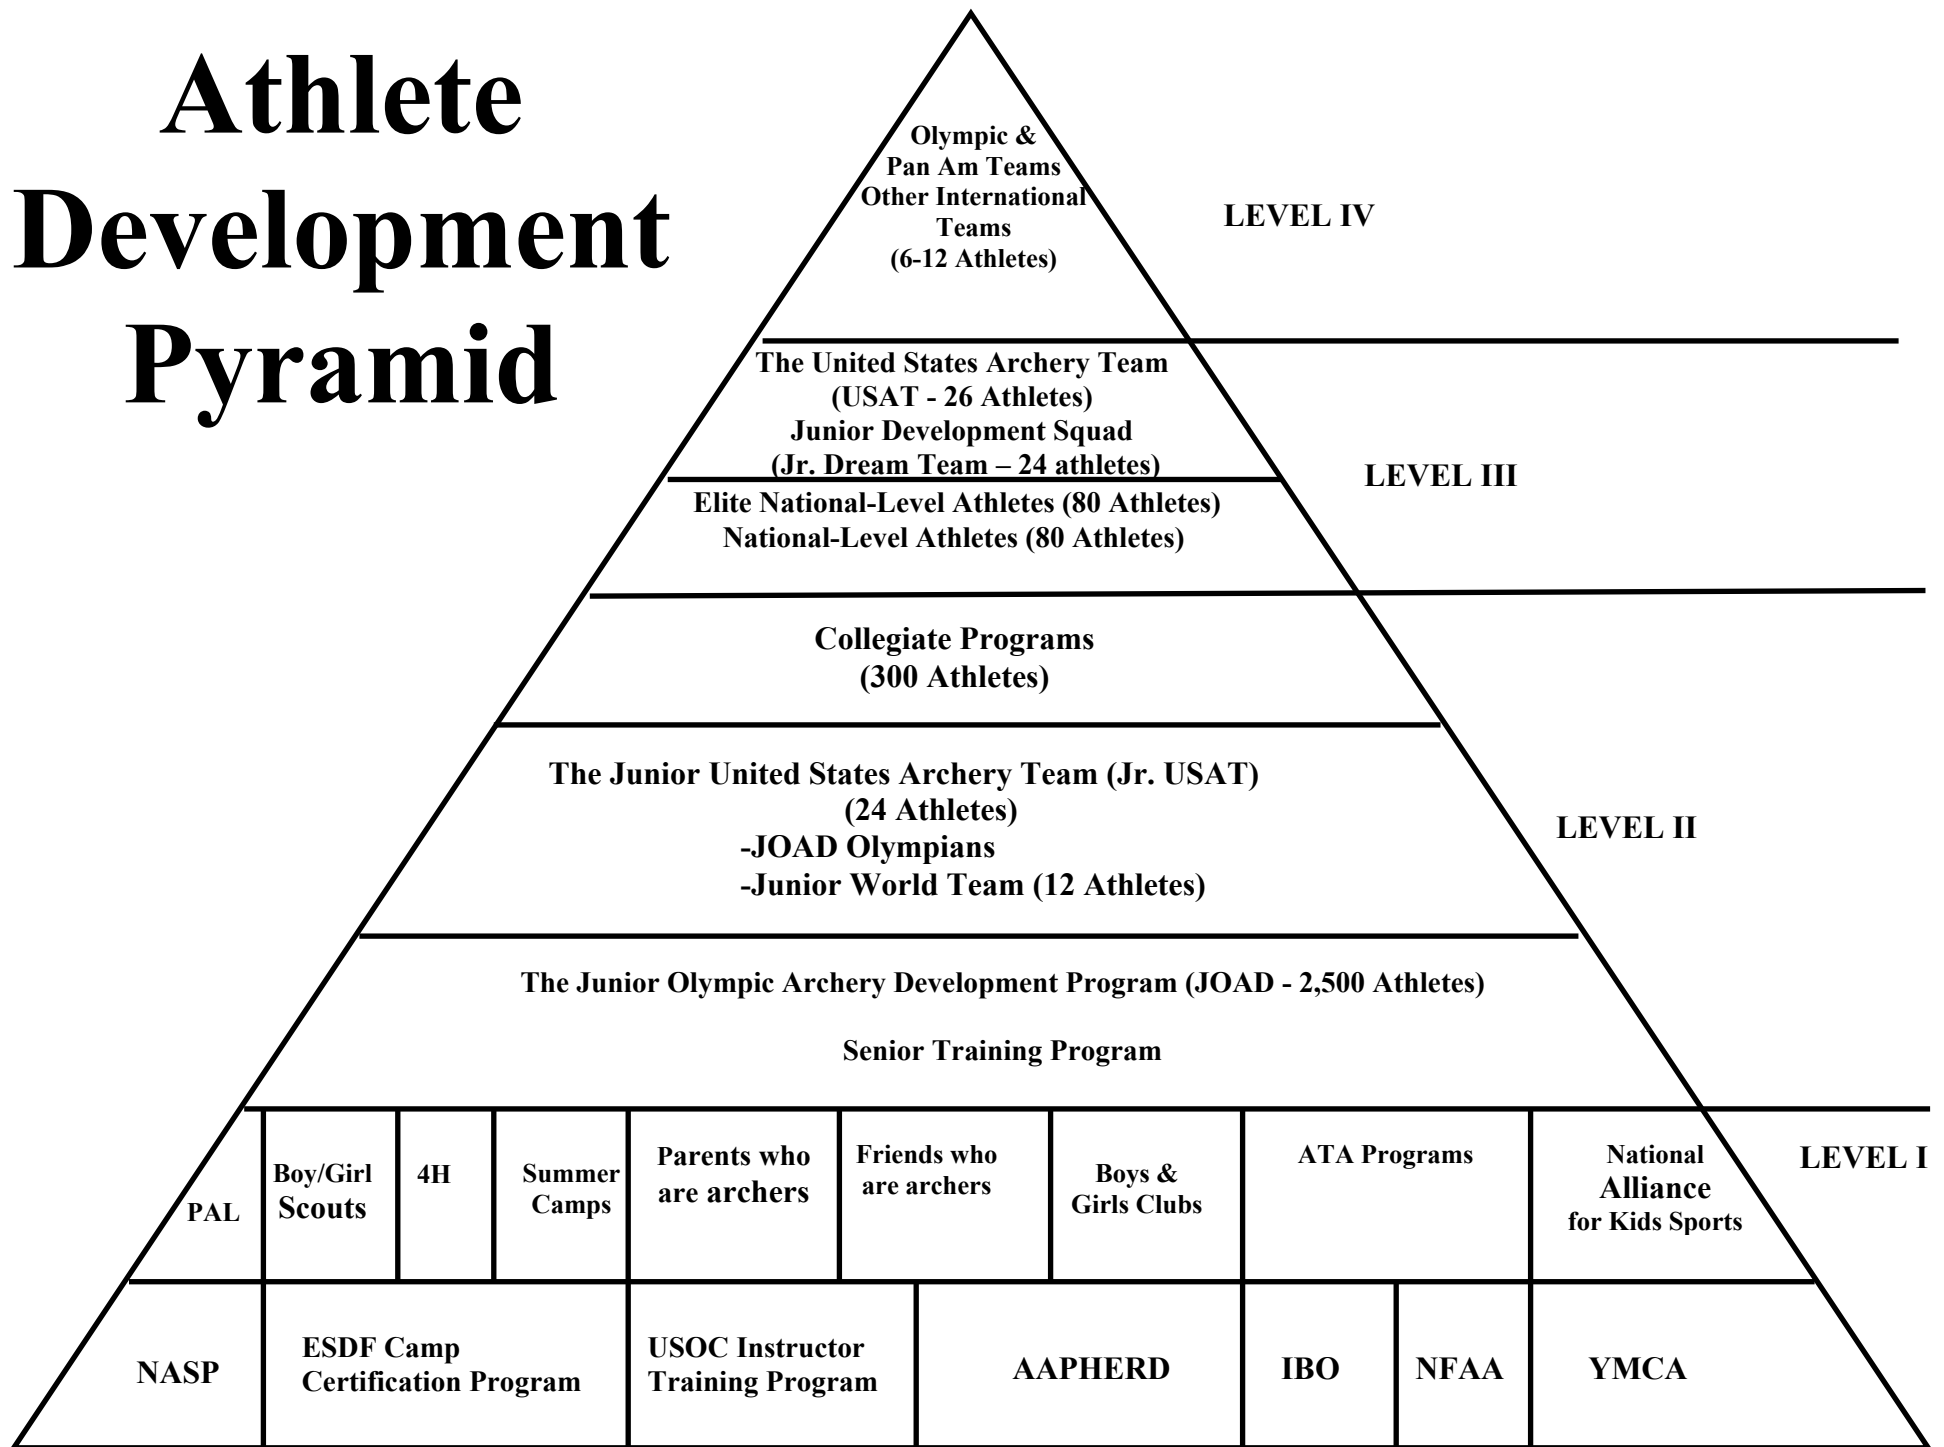 Athlete
Development
Pyramid
Olympic &
Pan Am Teams
Other International
Teams
(6-12 Athletes)
LEVEL IV
The United States Archery Team
(USAT - 26 Athletes)
Junior Development Squad
(Jr. Dream Team – 24 athletes)
LEVEL III
Elite National-Level Athletes (80 Athletes)
National-Level Athletes (80 Athletes)
Collegiate Programs
(300 Athletes)
The Junior United States Archery Team (Jr. USAT)
(24 Athletes)
-JOAD Olympians
-Junior World Team (12 Athletes)
LEVEL II
The Junior Olympic Archery Development Program (JOAD - 2,500 Athletes)
Senior Training Program
PAL
Boy/Girl
Scouts
4H
Summer
Camps
Parents who
are archers
Friends who
are archers
Boys &
Girls Clubs
ATA Programs
National
Alliance
for Kids Sports
LEVEL I
NASP
ESDF Camp
Certification Program
USOC Instructor
Training Program
AAPHERD
IBO
NFAA
YMCA